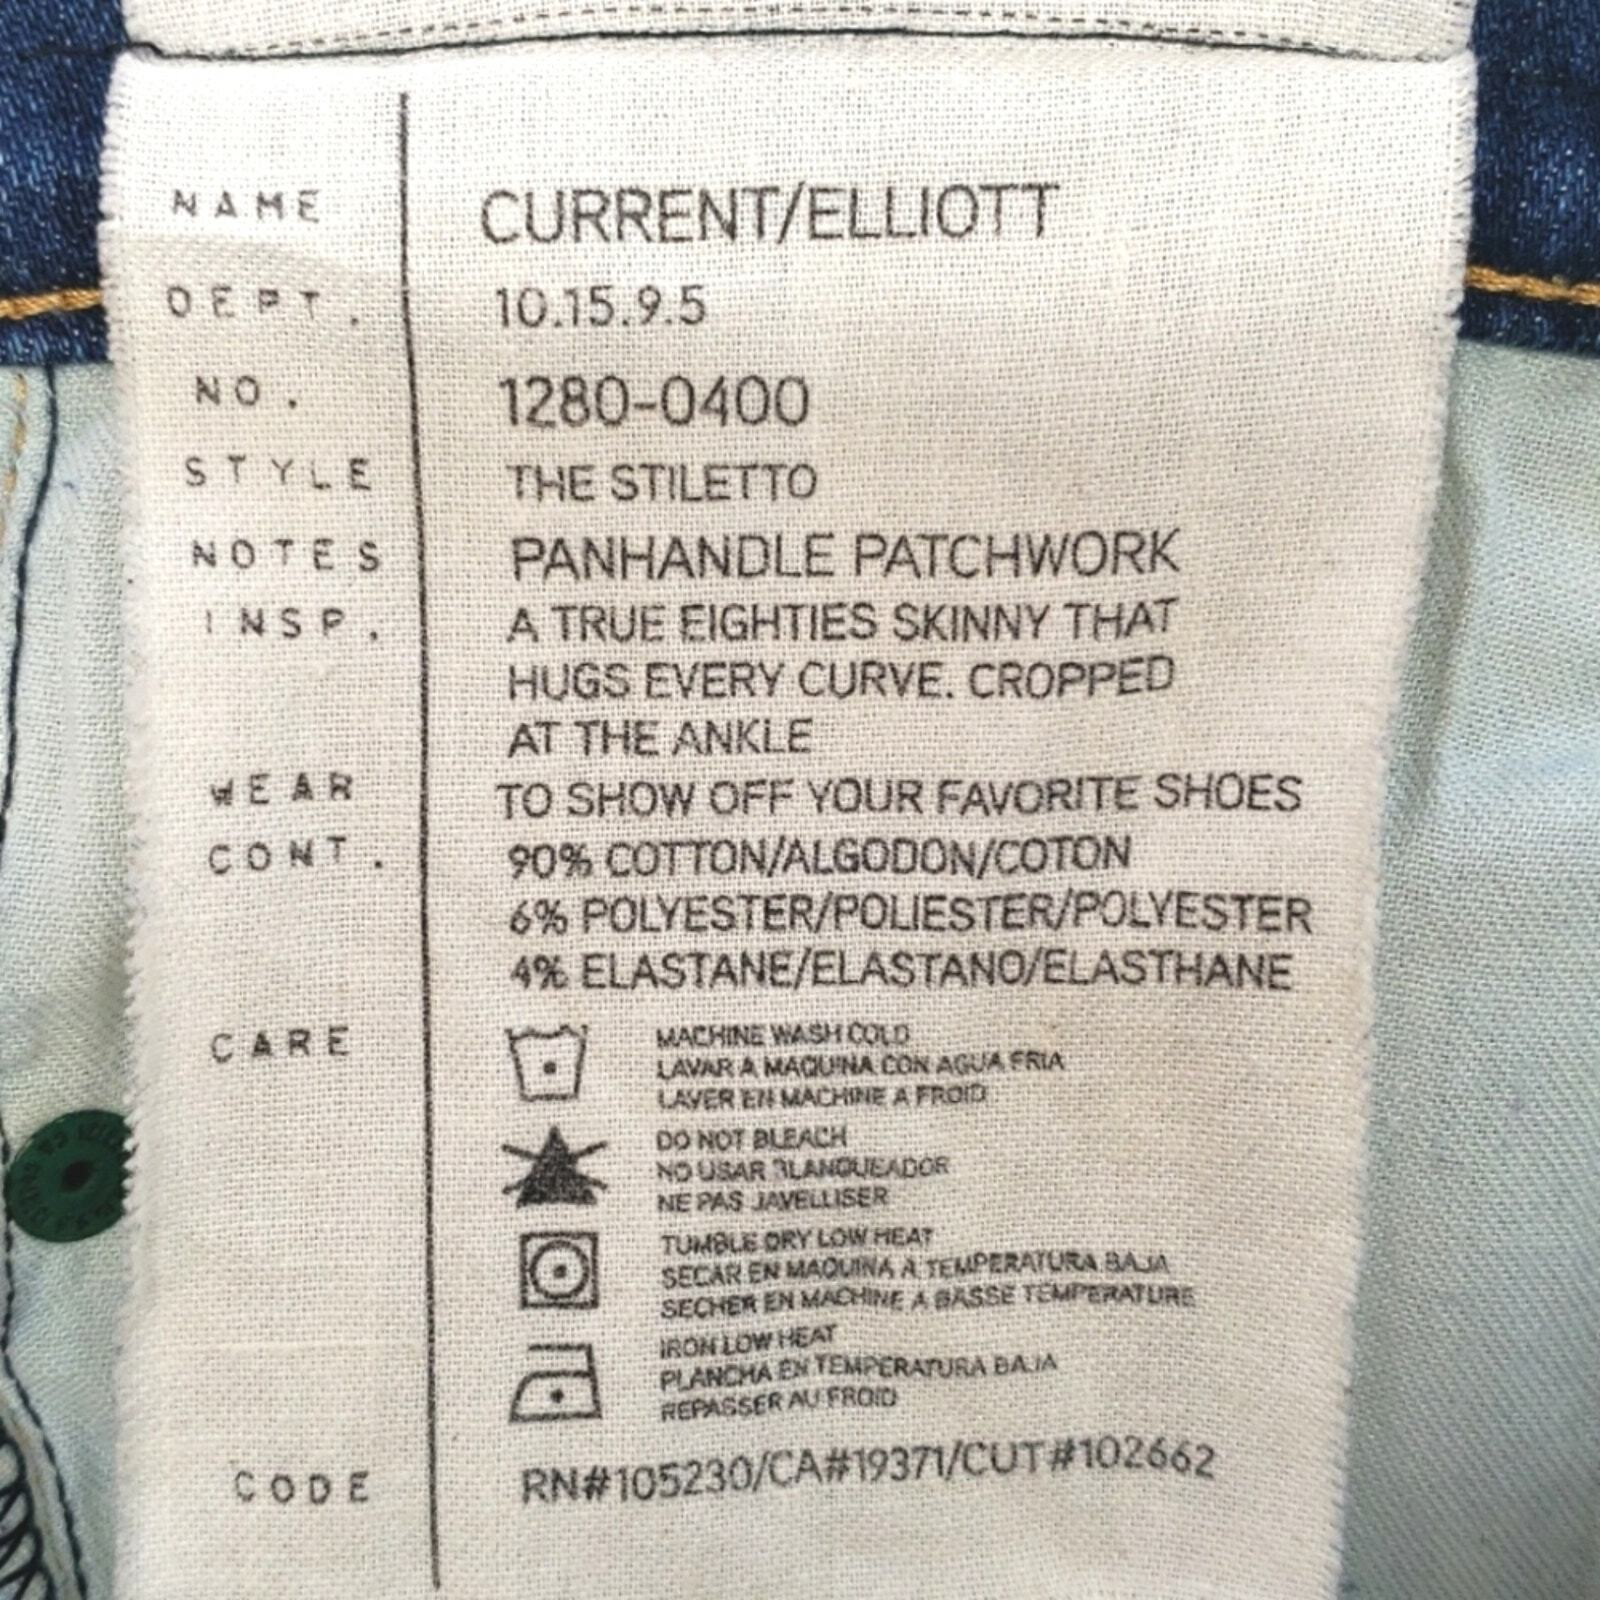 NAME CURRENT/ELLIOTT
DEPT. 10.15.9.5
NO. 1280-0400
STYLE THE STILETTO
NOTES PANHANDLE PATCHWORK
INSP. A TRUE EIGHTIES SKINNY THAT
HUGS EVERY CURVE. CROPPED
AT THE ANKLE
WEAR TO SHOW OFF YOUR FAVORITE SHOES
CONT. 90% COTTON/ALGODON/COTON
6% POLYESTER/POLIESTER/POLYESTER
4% ELASTANE/ELASTANO/ELASTHANE
CARE MACHINE WASH COLD
LAVAR A MAQUINA CON AGUA FRIA
LAVER EN MACHINE A FROID
DO NOT BLEACH
NO USAR BLANQUEADOR
NE PAS JAVELLISER
TUMBLE DRY LOW HEAT
SECAR EN MAQUINA A TEMPERATURA BAJA
SECHER EN MACHINE A BASSE TEMPERATURE
IRON LOW HEAT
PLANCHA EN TEMPERATURA BAJA
REPASSER AU FROID
CODE RN#105230/CA#19371/CUT#102662